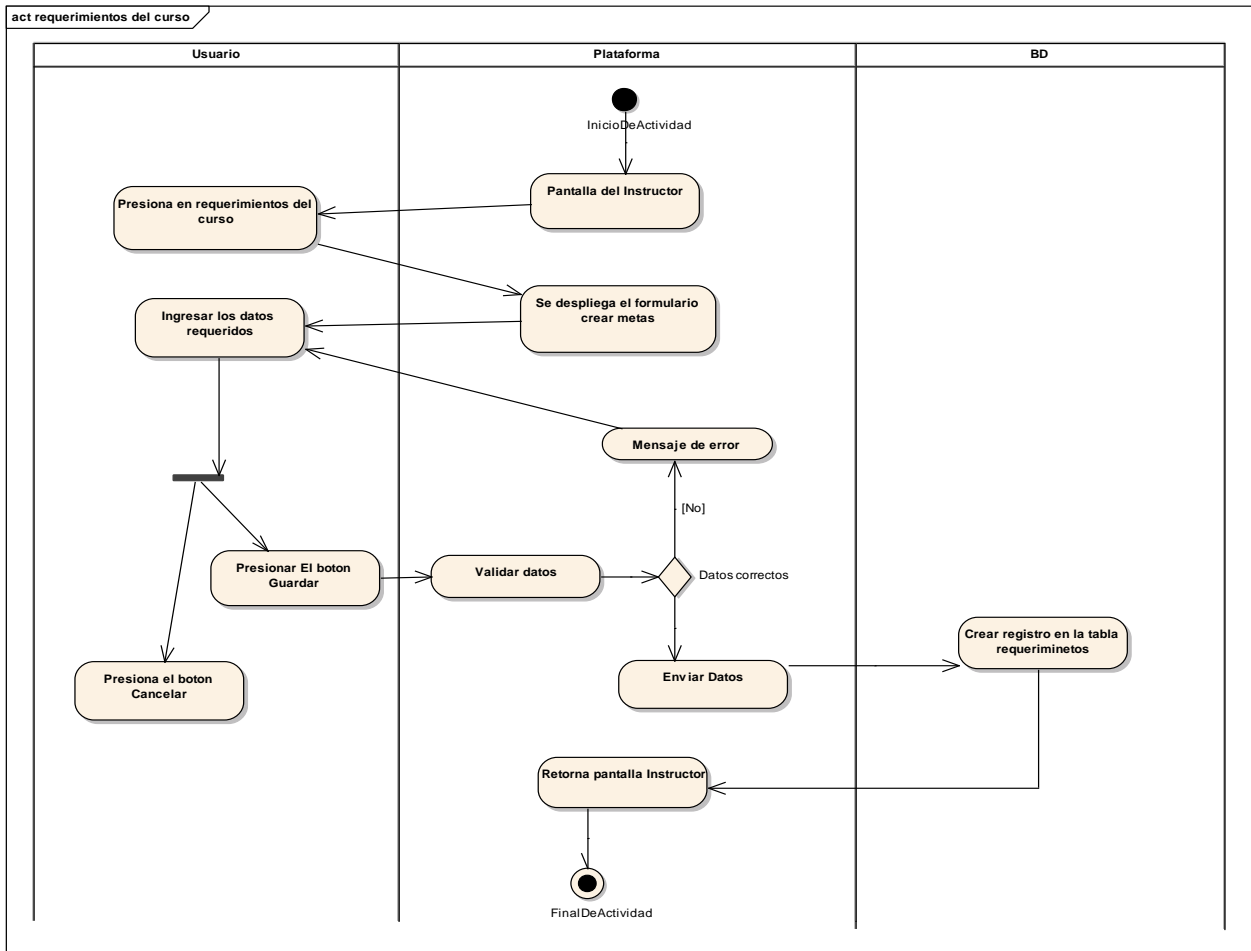 act requerimientos del curso
Usuario
Plataforma
BD
InicioDeActividad
Pantalla del Instructor
Presiona en requerimientos del
curso
Se despliega el formulario
crear metas
Ingresar los datos
requeridos
Mensaje de error
[No]
Presionar El boton
Guardar
Validar datos
Datos correctos
Crear registro en la tabla
requeriminetos
Presiona el boton
Cancelar
Enviar Datos
Retorna pantalla Instructor
FinalDeActividad